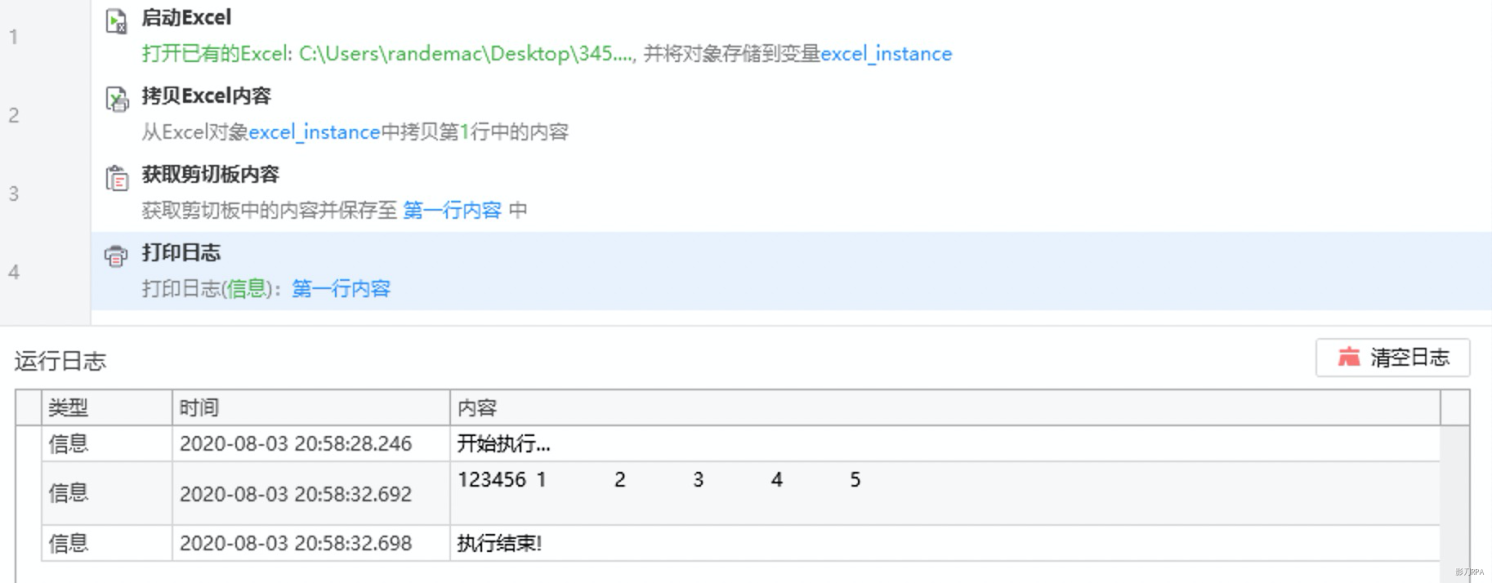 1
启动Excel
打开已有的Excel: C:\Users\randemac\Desktop\345...., 并将对象存储到变量excel_instance
2
拷贝Excel内容
从Excel对象excel_instance中拷贝第1行中的内容
3
获取剪切板内容
获取剪切板中的内容并保存至 第一行内容 中
4
打印日志
打印日志(信息)： 第一行内容
运行日志
清空日志
类型 时间 内容
信息 2020-08-03 20:58:28.246 开始执行...
信息 2020-08-03 20:58:32.692 123456 1 2 3 4 5
信息 2020-08-03 20:58:32.698 执行结束!
影刀RPA